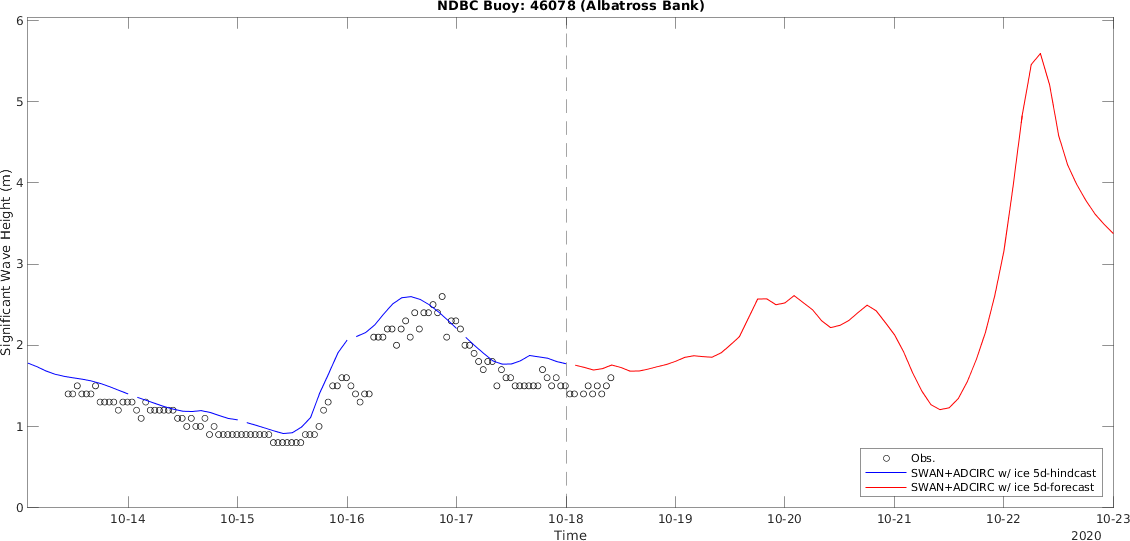 NDBC Buoy: 46078 (Albatross Bank)
Significant Wave Height (m)
6
5
4
3
2
1
0
Obs.
SWAN+ADCIRC w/ ice 5d-hindcast
SWAN+ADCIRC w/ ice 5d-forecast
10-14 10-15 10-16 10-17 10-18 10-19 10-20 10-21 10-22 10-23
Time
2020